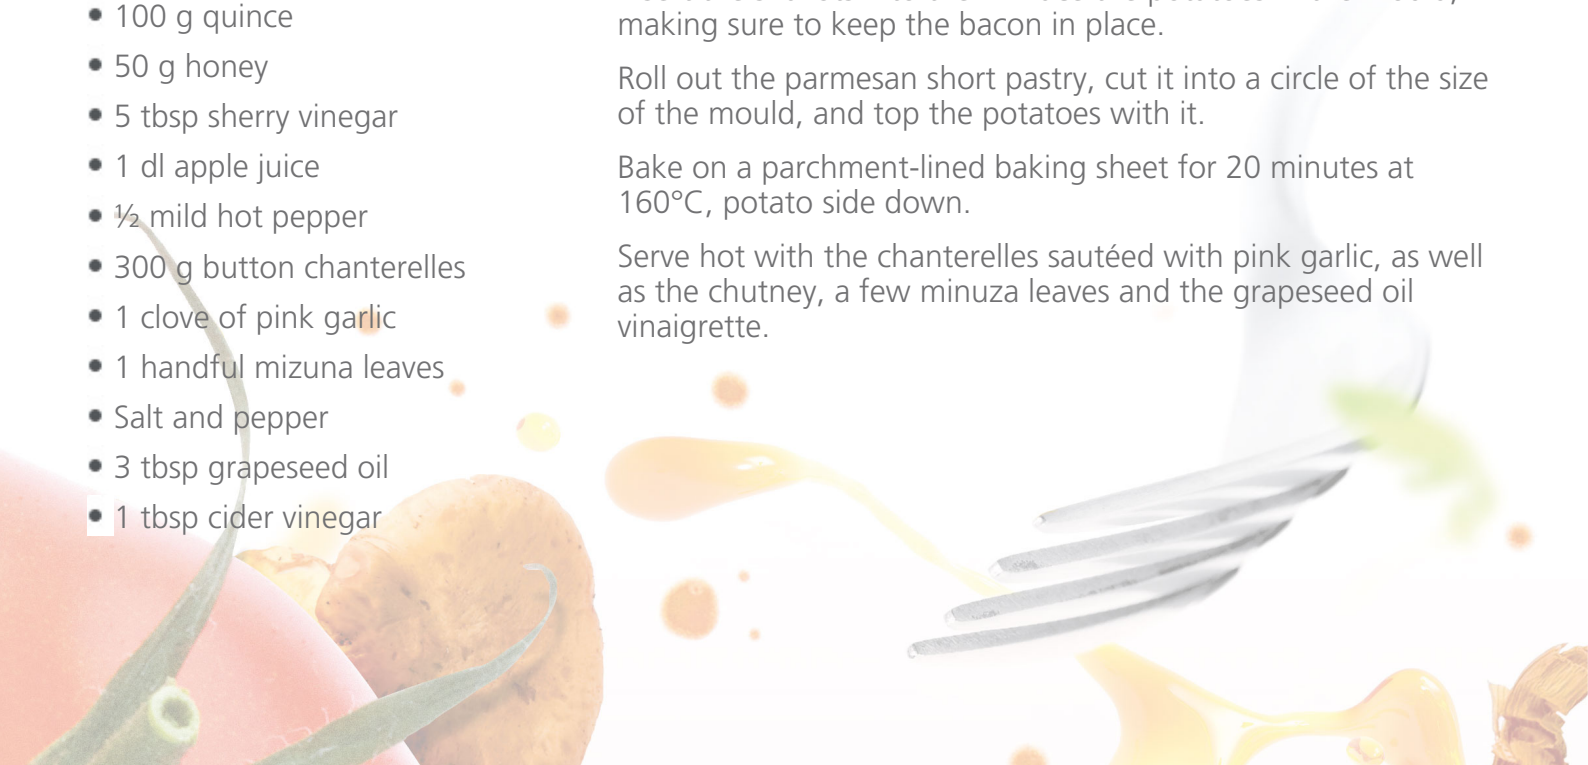 • 100 g quince
• 50 g honey
• 5 tbsp sherry vinegar
• 1 dl apple juice
• ½ mild hot pepper
• 300 g button chanterelles
• 1 clove of pink garlic
• 1 handful mizuna leaves
• Salt and pepper
• 3 tbsp grapeseed oil
• 1 tbsp cider vinegar
making sure to keep the bacon in place.
Roll out the parmesan short pastry, cut it into a circle of the size
of the mould, and top the potatoes with it.
Bake on a parchment-lined baking sheet for 20 minutes at
160°C, potato side down.
Serve hot with the chanterelles sautéed with pink garlic, as well
as the chutney, a few minuza leaves and the grapeseed oil
vinaigrette.